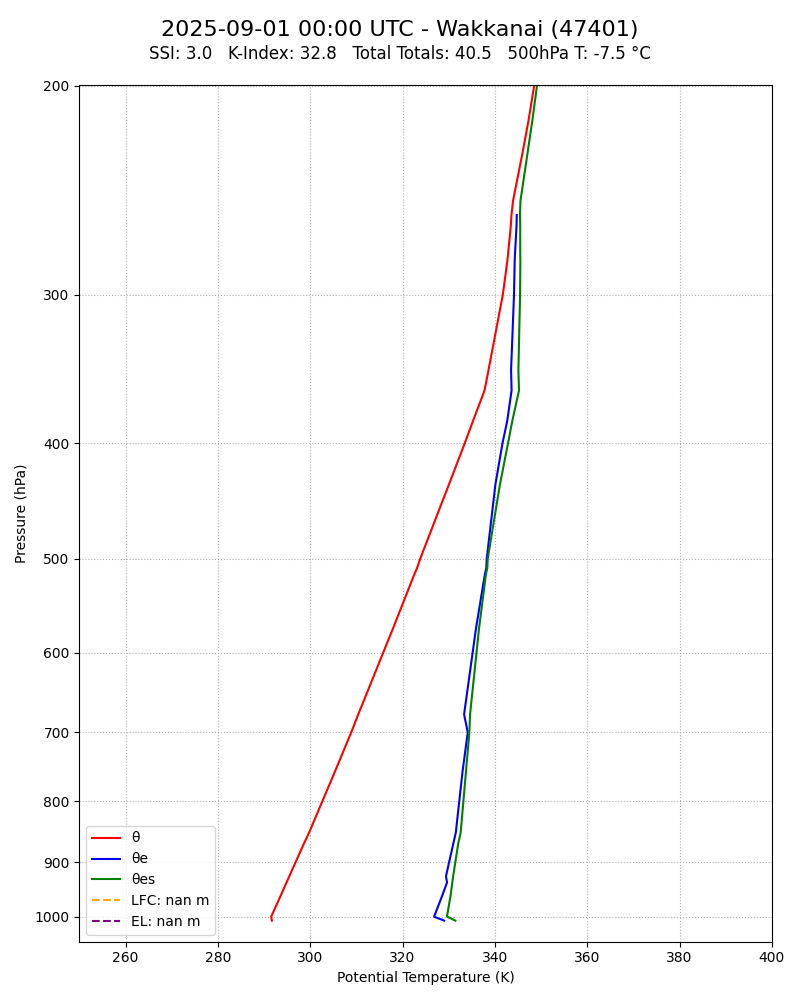 2025-09-01 00:00 UTC - Wakkanai (47401)
SSI: 3.0 K-Index: 32.8 Total Totals: 40.5 500hPa T: -7.5 °C
200
300
400
500
600
700
800
900
1000
Pressure (hPa)
θ
θe
θes
LFC: nan m
EL: nan m
260 280 300 320 340 360 380 400
Potential Temperature (K)